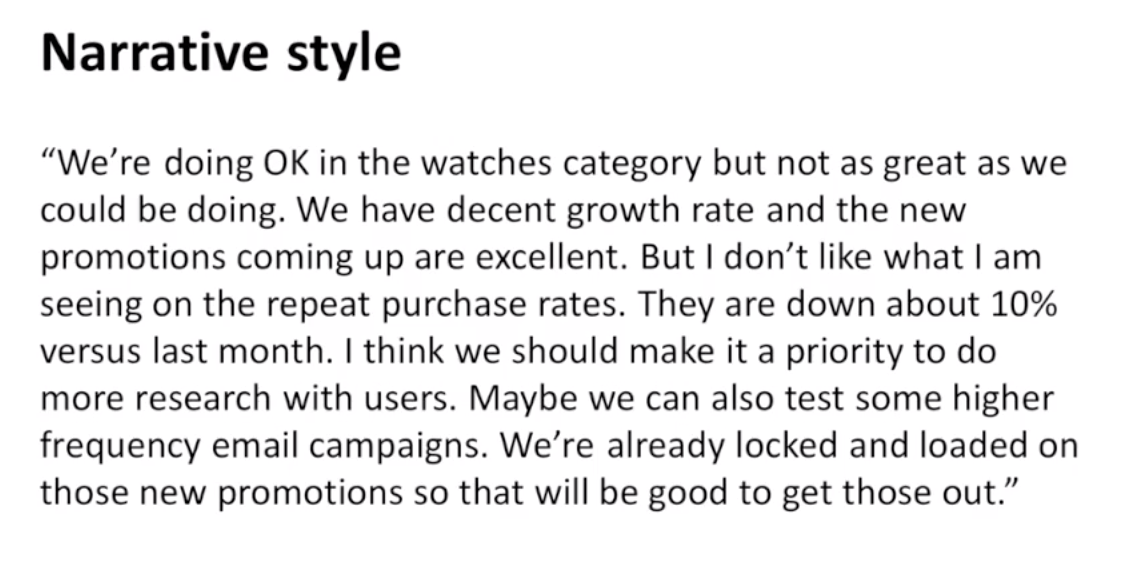 Narrative style
“We’re doing OK in the watches category but not as great as we
could be doing. We have decent growth rate and the new
promotions coming up are excellent. But I don’t like what I am
seeing on the repeat purchase rates. They are down about 10%
versus last month. I think we should make it a priority to do
more research with users. Maybe we can also test some higher
frequency email campaigns. We’re already locked and loaded on
those new promotions so that will be good to get those out.”